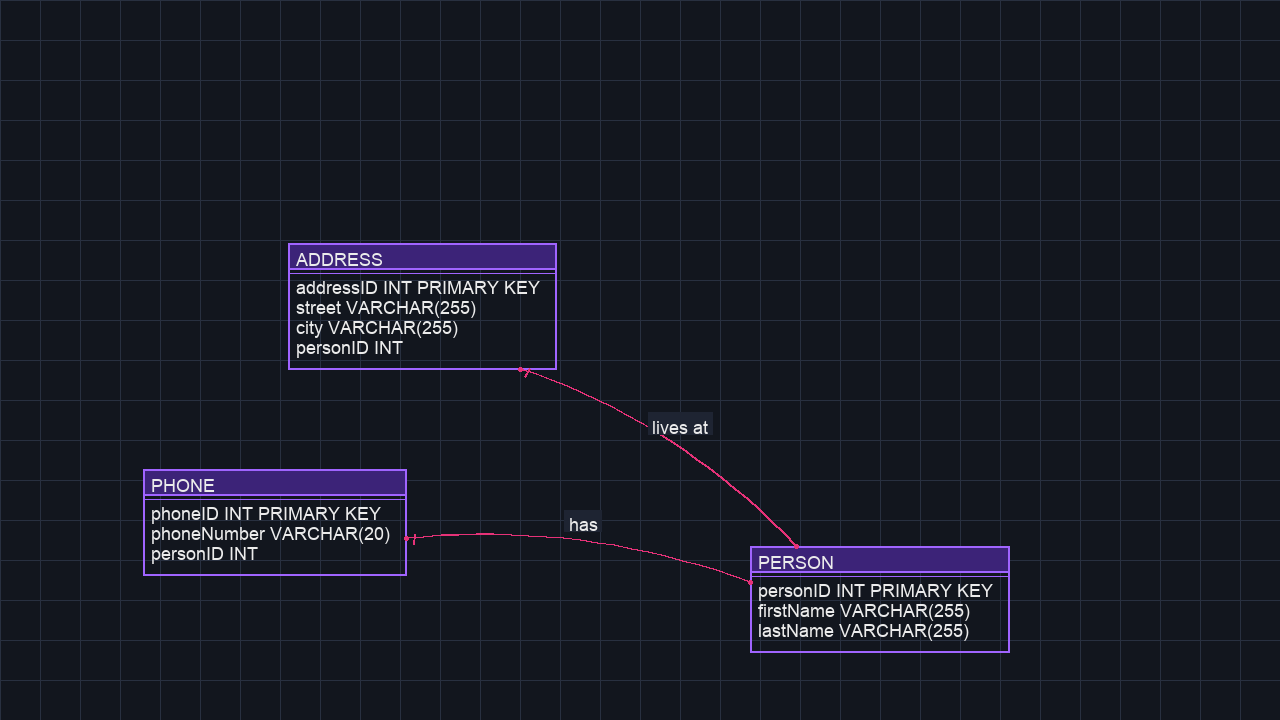 ADDRESS
addressID INT PRIMARY KEY
street VARCHAR(255)
city VARCHAR(255)
personID INT
lives at
PHONE
phoneID INT PRIMARY KEY
phoneNumber VARCHAR(20)
personID INT
has
PERSON
personID INT PRIMARY KEY
firstName VARCHAR(255)
lastName VARCHAR(255)